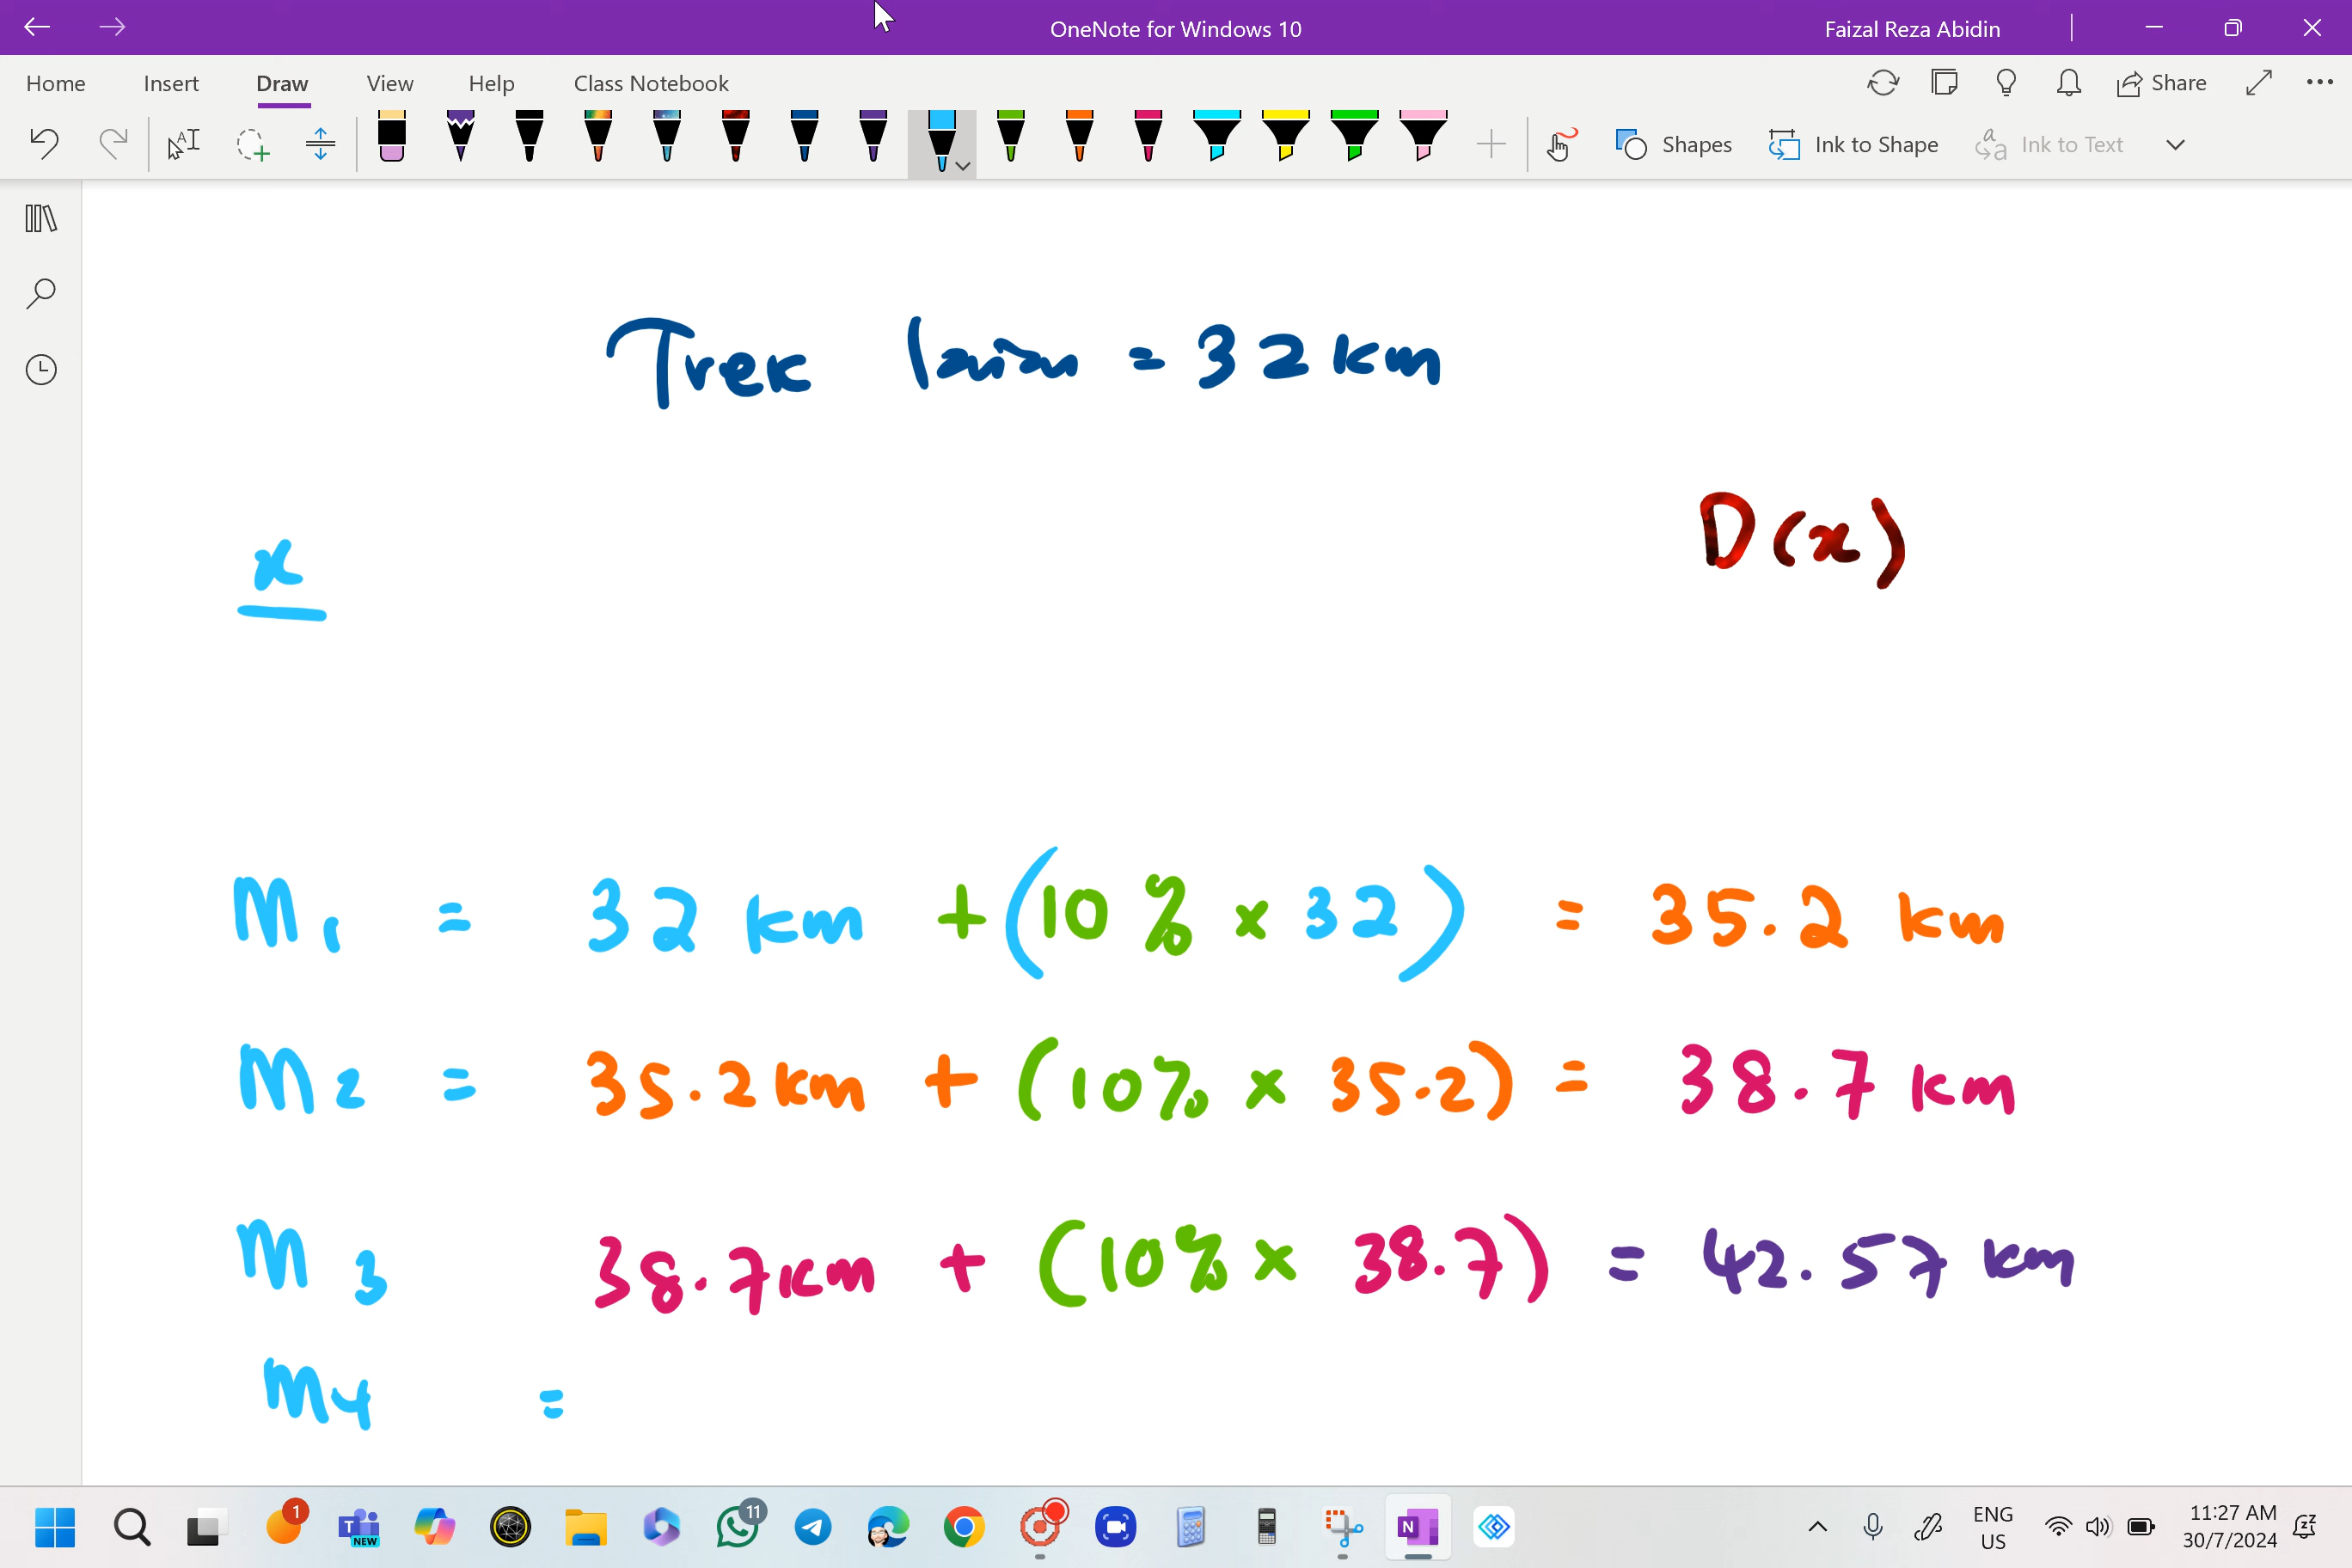 OneNote for Windows 10
Faizal Reza Abidin
Home Insert Draw View Help Class Notebook
Share
Shapes Ink to Shape Ink to Text
Trek = 32 km
D(x)
x
M1 = 32 km + (10% x 32) = 35.2 km
M2 = 35.2 km + (10% x 35.2) = 38.7 km
M3 38.7 km + (10% x 38.7) = 42.57 km
M4 =
1
NEW
11
ENG
US
11:27 AM
30/7/2024